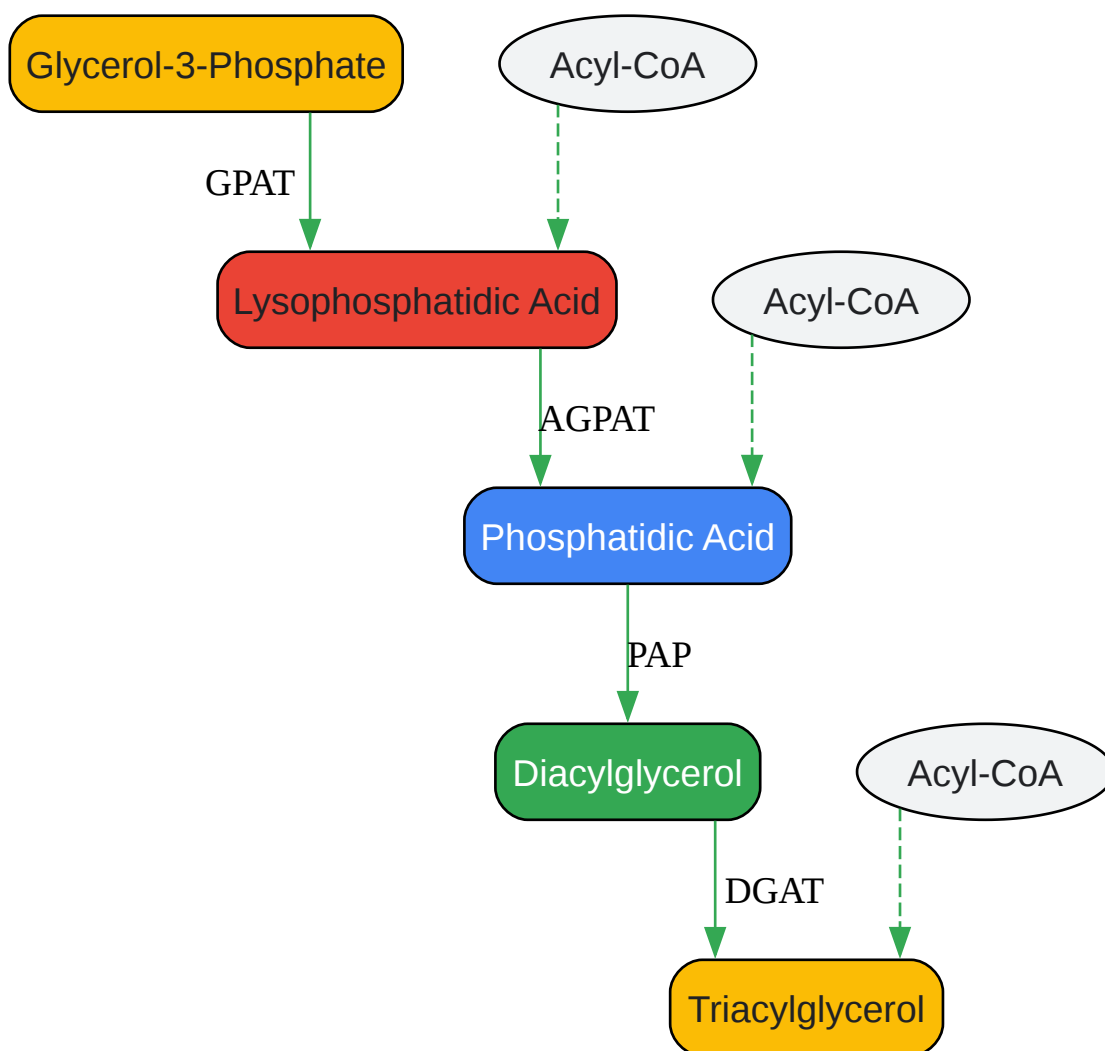 Glycerol-3-Phosphate
Acyl-CoA
GPAT
Lysophosphatidic Acid
Acyl-CoA
AGPAT
Phosphatidic Acid
PAP
Diacylglycerol
Acyl-CoA
DGAT
Triacylglycerol